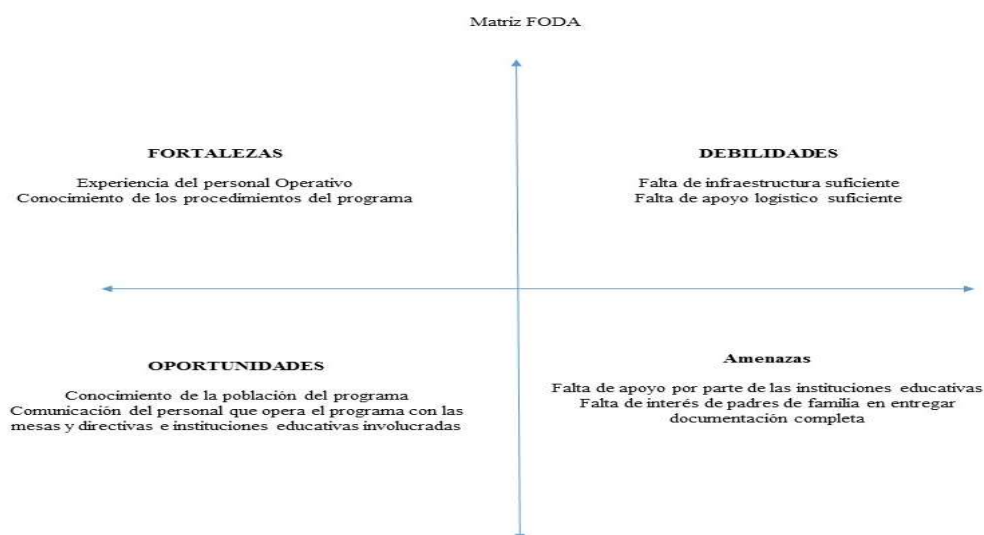 Matriz FODA
FORTALEZAS
Experiencia del personal Operativo
Conocimiento de los procedimientos del programa
DEBILIDADES
Falta de infraestructura suficiente
Falta de apoyo logistico suficiente
OPORTUNIDADES
Conocimiento de la población del programa
Comunicación del personal que opera el programa con las
mesas y directivas e instituciones educativas involucradas
Amenazas
Falta de apoyo por parte de las instituciones educativas
Falta de interés de padres de familia en entregar
documentación completa